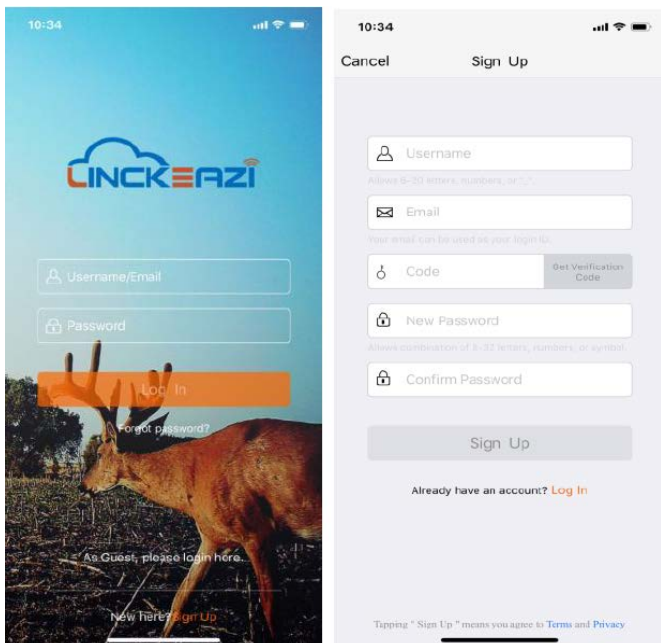 10:34
LINCKEAZI
Username/Email
Password
Log In
Forgot password?
As Guest, please login here.
New here? Sign Up
10:34
Cancel
Sign Up
Username
Allows 6-20 letters, numbers, or "_".
Email
Your email can be used as your login ID.
Code
Get Verification
Code
New Password
Allows combination of 8-32 letters, numbers, or symbol.
Confirm Password
Sign Up
Already have an account? Log In
Tapping " Sign Up " means you agree to Terms and Privacy